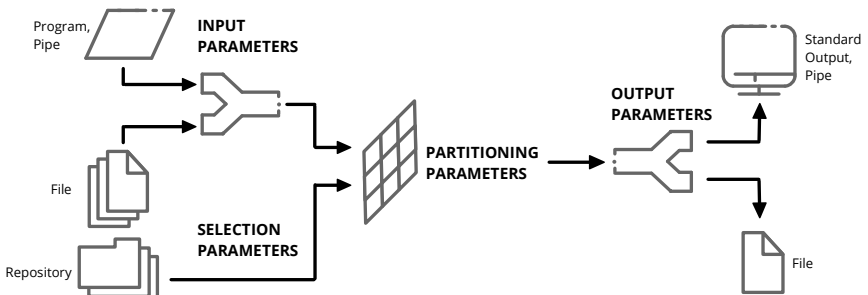 Program,
Pipe
INPUT
PARAMETERS
File
SELECTION
PARAMETERS
Repository
PARTITIONING
PARAMETERS
OUTPUT
PARAMETERS
Standard
Output,
Pipe
File